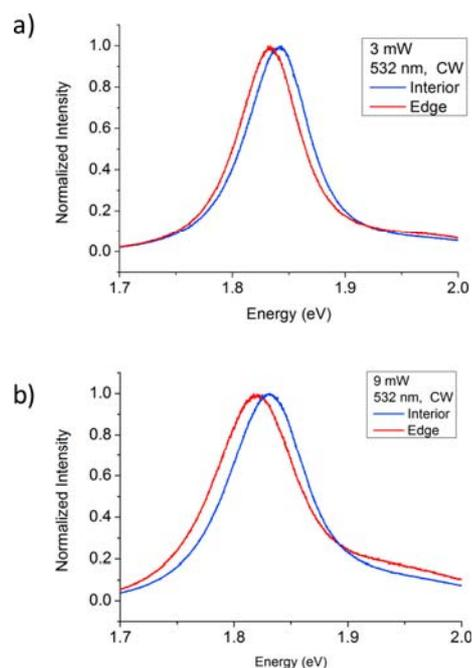 a)
Normalized Intensity
1.0
0.8
0.6
0.4
0.2
0.0
3 mW
532 nm, CW
Interior
Edge
1.7
1.8
1.9
2.0
Energy (eV)
b)
Normalized Intensity
1.0
0.8
0.6
0.4
0.2
0.0
9 mW
532 nm, CW
Interior
Edge
1.7
1.8
1.9
2.0
Energy (eV)